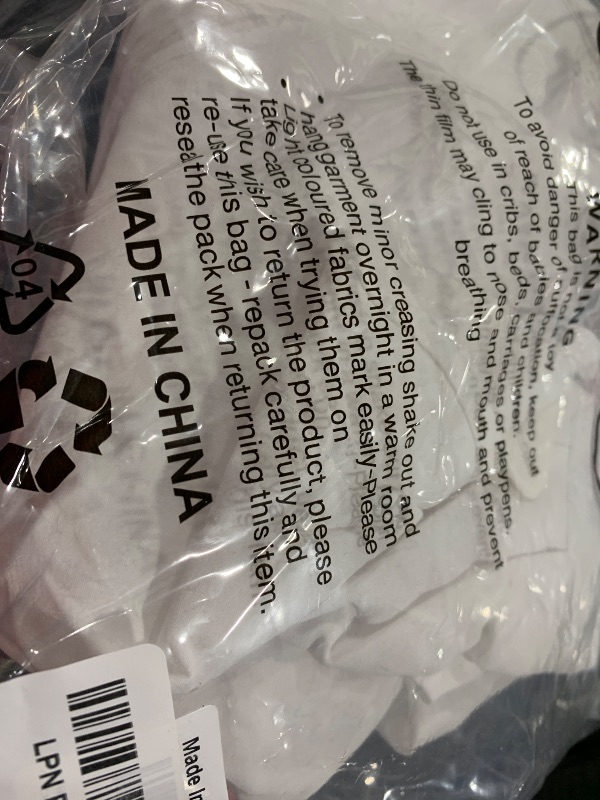 WARNING
This bag is not a toy
To avoid danger of suffocation, keep out
of reach of babies and children.
Do not use in cribs, beds, carriages or playpens.
The thin film may cling to nose and mouth and prevent
breathing
• To remove minor creasing shake out and
hang garment overnight in a warm room
• Light coloured fabrics mark easily-Please
take care when trying them on
If you wish to return the product, please
re-use this bag - repack carefully and
reseal the pack when returning this item.
MADE IN CHINA
04
LPN
Made In